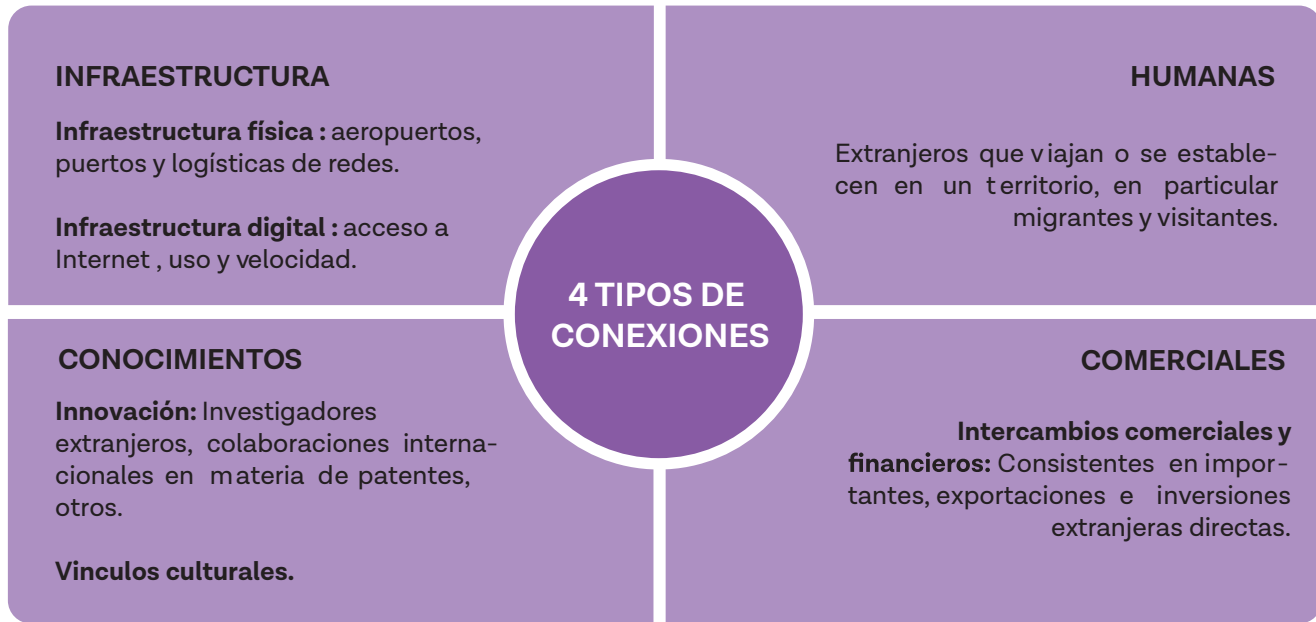 INFRAESTRUCTURA
Infraestructura física : aeropuertos,
puertos y logísticas de redes.
Infraestructura digital : acceso a
Internet , uso y velocidad.
HUMANAS
Extranjeros que viajan o se estable-
cen en un territorio, en particular
migrantes y visitantes.
4 TIPOS DE
CONEXIONES
CONOCIMIENTOS
Innovación: Investigadores
extranjeros, colaboraciones interna-
cionales en materia de patentes,
otros.
Vinculos culturales.
COMERCIALES
Intercambios comerciales y
financieros: Consistentes en impor-
tantes, exportaciones e inversiones
extranjeras directas.